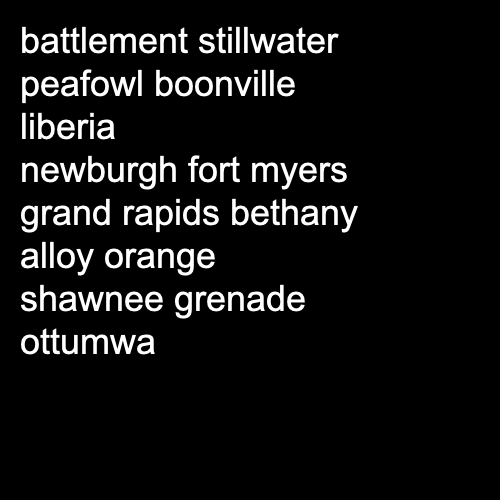 battlement stillwater
peafowl boonville
liberia
newburgh fort myers
grand rapids bethany
alloy orange
shawnee grenade
ottumwa